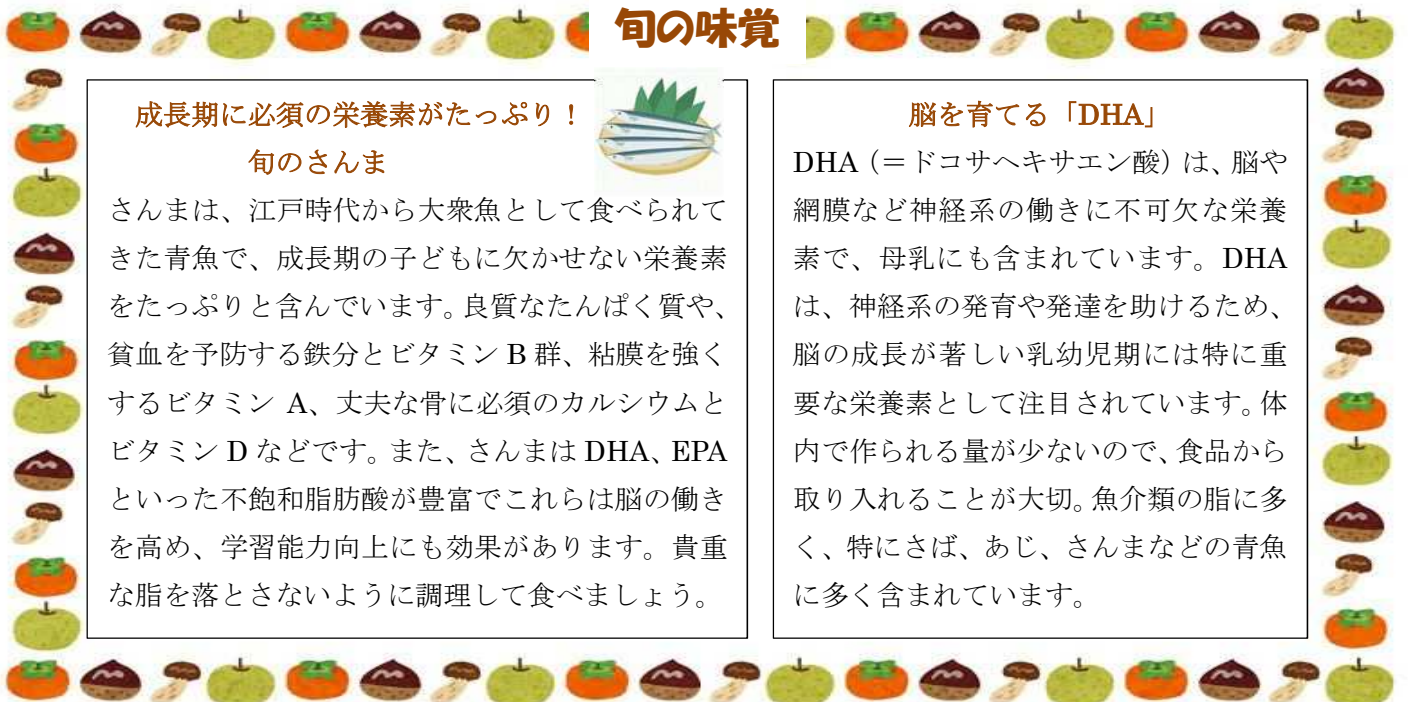 旬の味覚
成長期に必須の栄養素がたっぷり！
旬のさんま
さんまは、江戸時代から大衆魚として食べられて
きた青魚で、成長期の子どもに欠かせない栄養素
をたっぷりと含んでいます。良質なたんぱく質や、
貧血を予防する鉄分とビタミン B 群、粘膜を強く
するビタミン A、丈夫な骨に必須のカルシウムと
ビタミン D などです。また、さんまは DHA、EPA
といった不飽和脂肪酸が豊富でこれらは脳の働き
を高め、学習能力向上にも効果があります。貴重
な脂を落とさないように調理して食べましょう。
脳を育てる「DHA」
DHA（＝ドコサヘキサエン酸）は、脳や
網膜など神経系の働きに不可欠な栄養
素で、母乳にも含まれています。DHA
は、神経系の発育や発達を助けるため、
脳の成長が著しい乳幼児期には特に重
要な栄養素として注目されています。体
内で作られる量が少ないので、食品から
取り入れることが大切。魚介類の脂に多
く、特にさば、あじ、さんまなどの青魚
に多く含まれています。